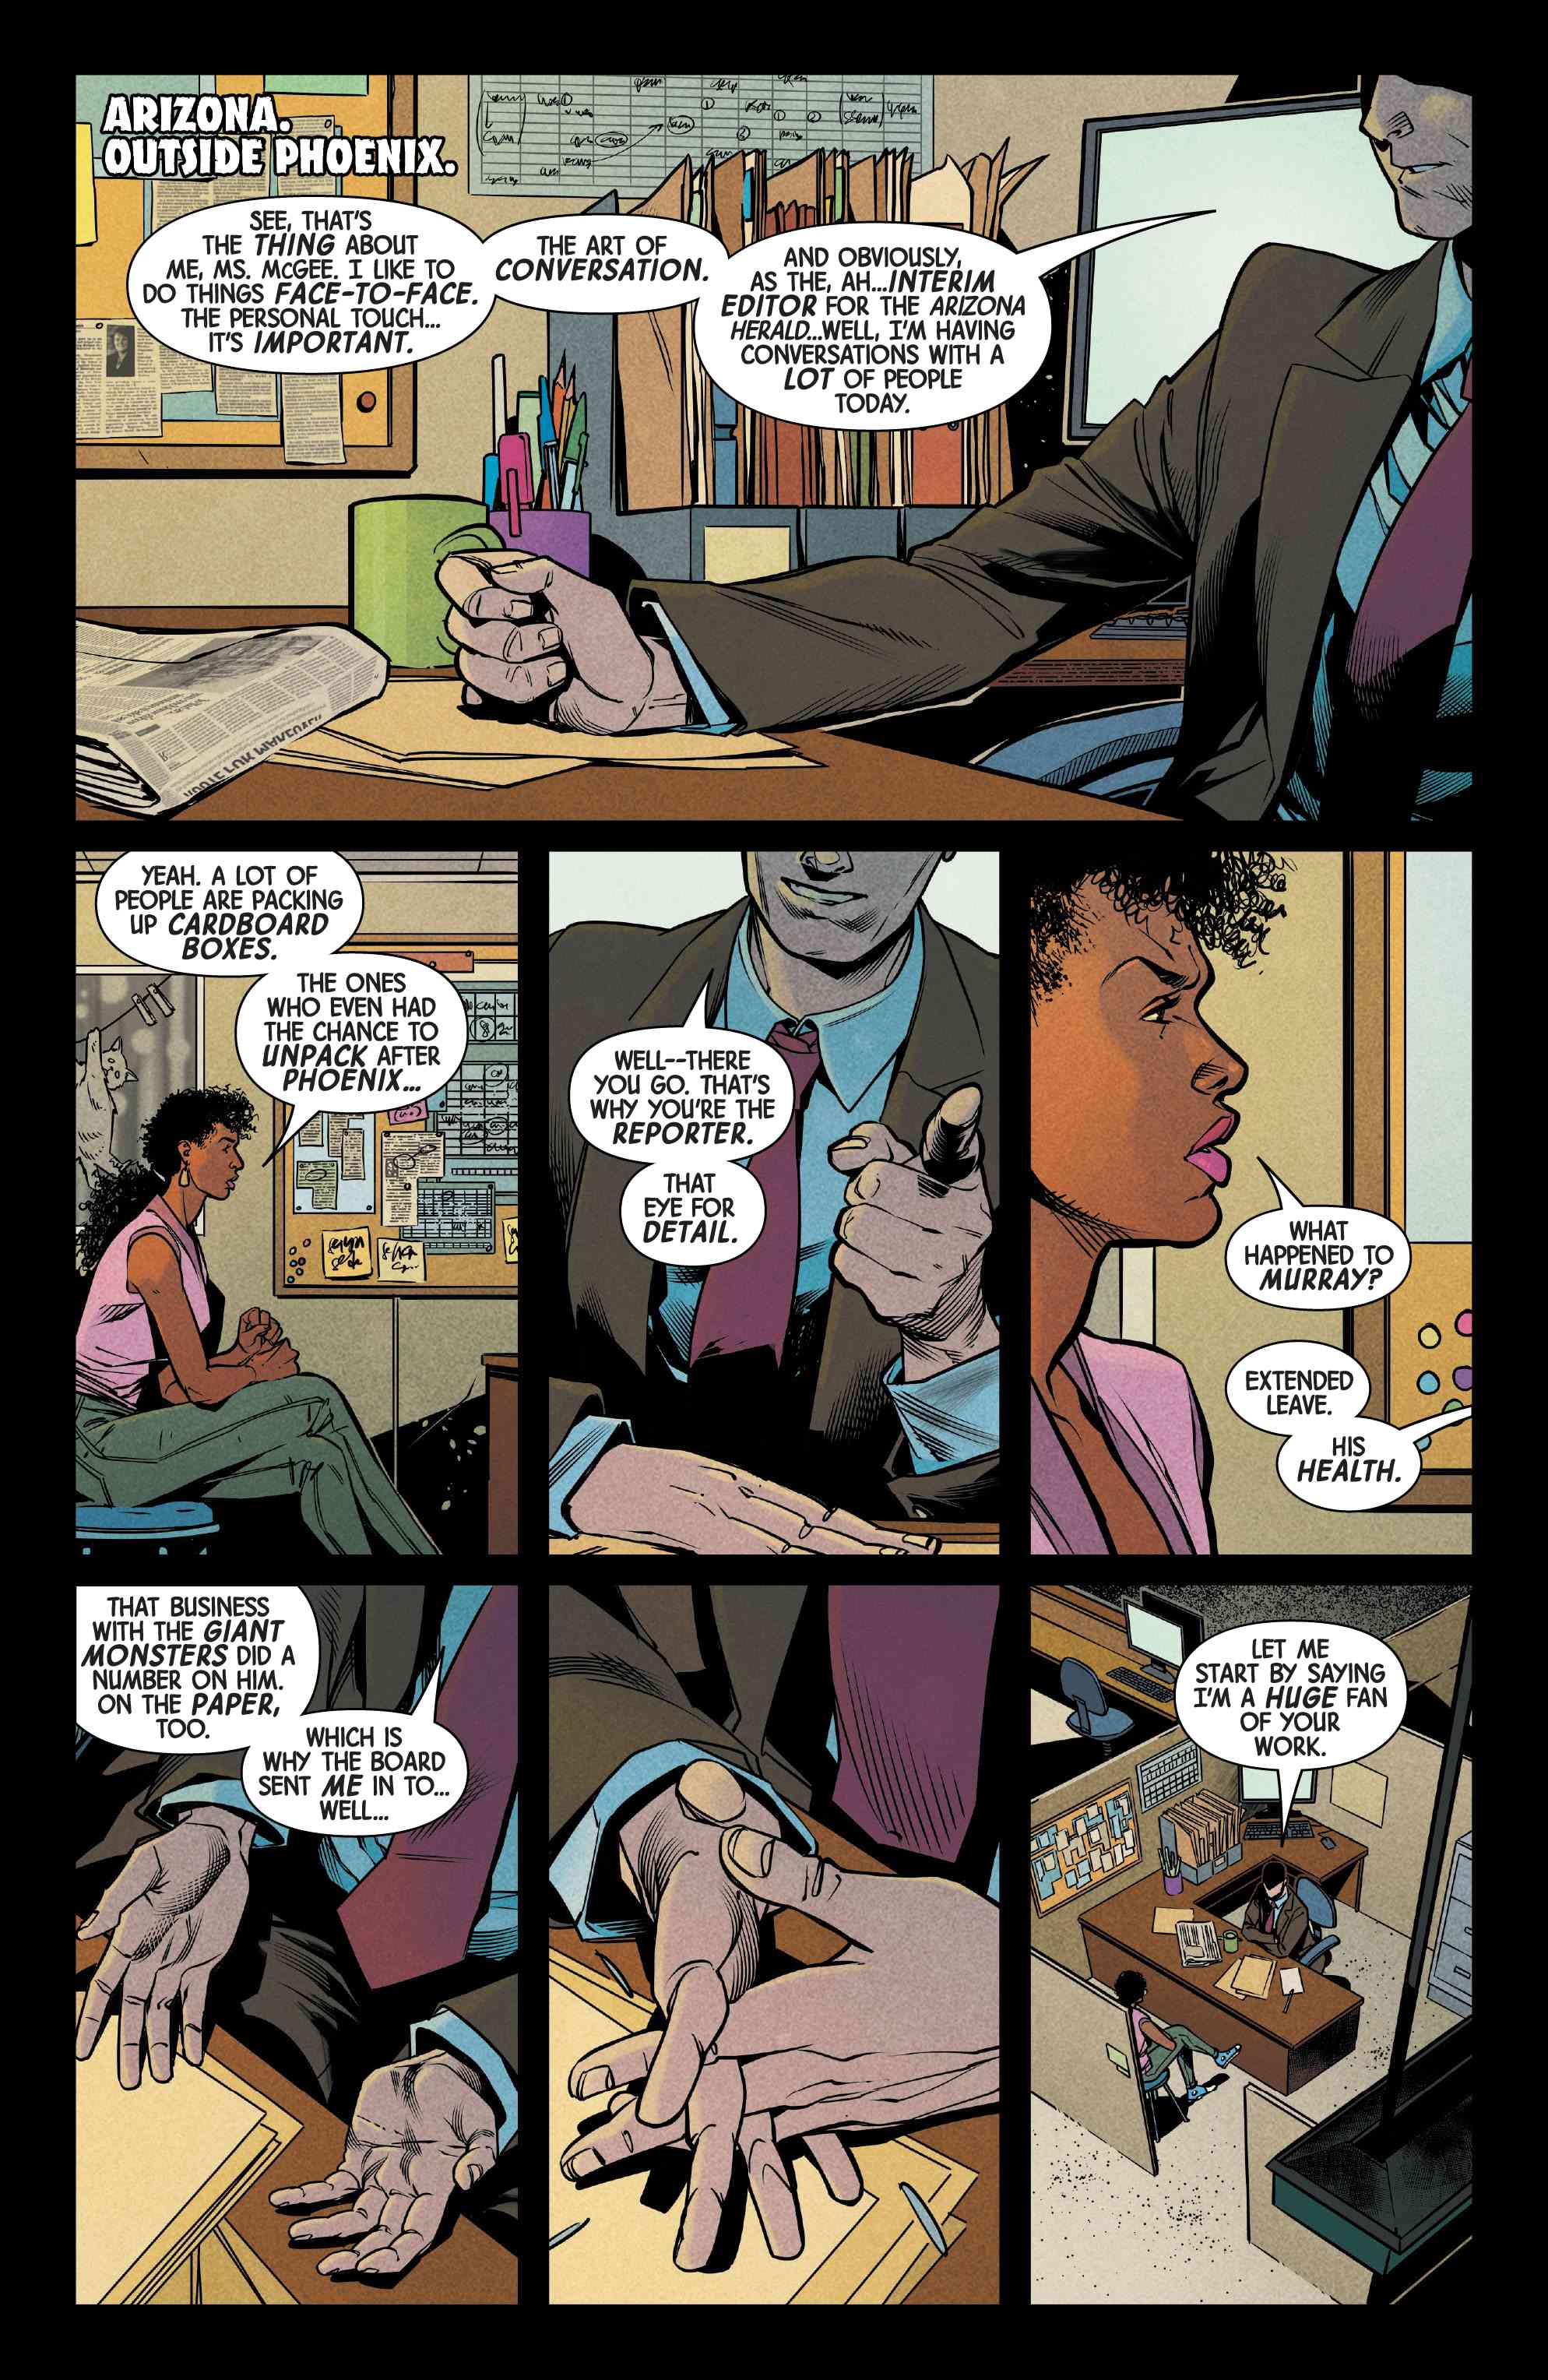 ARIZONA.
OUTSIDE PHOENIX.
SEE, THAT'S
THE THING ABOUT
ME, MS. McGEE. I LIKE TO
DO THINGS FACE-TO-FACE.
THE PERSONAL TOUCH...
IT'S IMPORTANT.
THE ART OF
CONVERSATION.
AND OBVIOUSLY,
AS THE, AH...INTERIM
EDITOR FOR THE ARIZONA
HERALD...WELL, I'M HAVING
CONVERSATIONS WITH A
LOT OF PEOPLE
TODAY.
YEAH. A LOT OF
PEOPLE ARE PACKING
UP CARDBOARD
BOXES.
THE ONES
WHO EVEN HAD
THE CHANCE TO
UNPACK AFTER
PHOENIX...
WELL--THERE
YOU GO. THAT'S
WHY YOU'RE THE
REPORTER.
THAT
EYE FOR
DETAIL.
WHAT
HAPPENED TO
MURRAY?
EXTENDED
LEAVE.
HIS
HEALTH.
THAT BUSINESS
WITH THE GIANT
MONSTERS DID A
NUMBER ON HIM.
ON THE PAPER,
TOO.
WHICH IS
WHY THE BOARD
SENT ME IN TO...
WELL...
LET ME
START BY SAYING
I'M A HUGE FAN
OF YOUR
WORK.